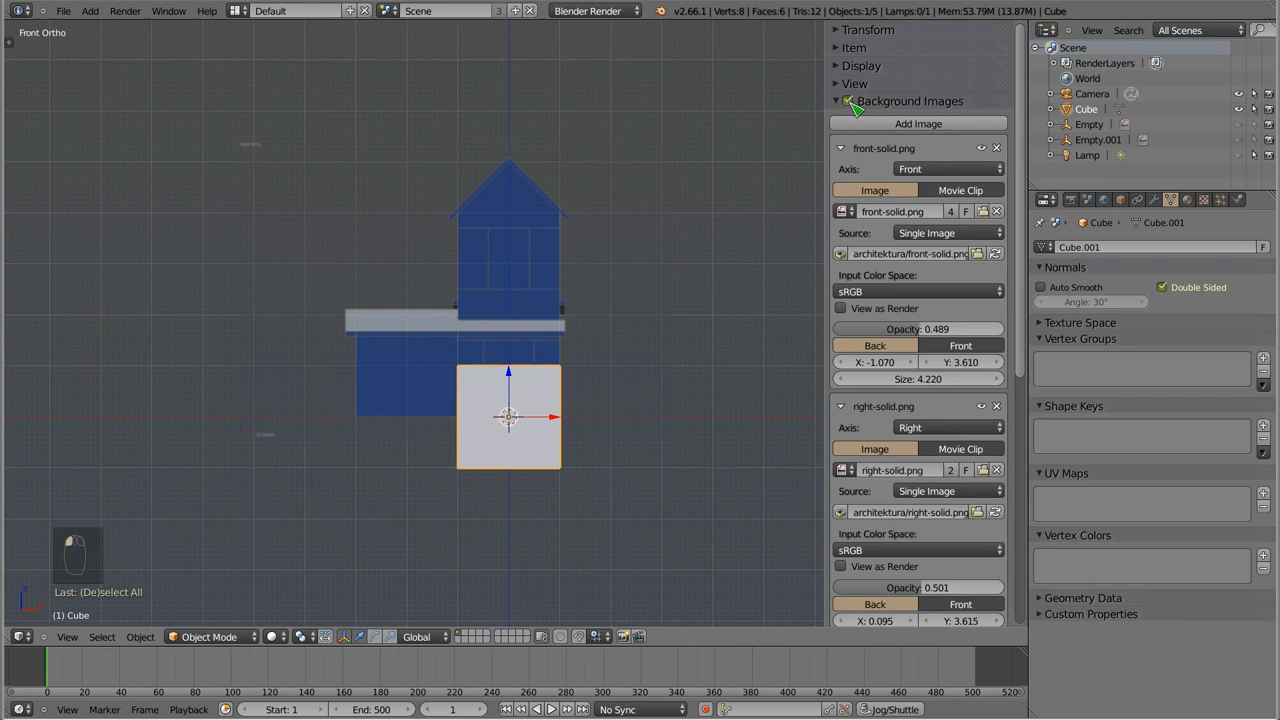 File Add Render Window Help Default Scene 3 Blender Render v2.66.1 | Verts:8 | Faces:6 | Tris:12 | Objects:1/5 | Lamps:0/1 | Mem:53.79M (13.87M) | Cube
Front Ortho
Transform
Item
Display
View
Background Images
Add Image
front-solid.png
Axis: Front
Image Movie Clip
front-solid.png 4 F
Source: Single Image
architektura/front-solid.png
Input Color Space:
sRGB
View as Render
Opacity: 0.489
Back Front
X: -1.070 Y: 3.610
Size: 4.220
right-solid.png
Axis: Right
Image Movie Clip
right-solid.png 2 F
Source: Single Image
architektura/right-solid.png
Input Color Space:
sRGB
View as Render
Opacity: 0.501
Back Front
X: 0.095 Y: 3.615
View Search All Scenes
Scene
RenderLayers
World
Camera
Cube
Empty
Empty.001
Lamp
Cube Cube.001
Cube.001 F
Normals
Auto Smooth Double Sided
Angle: 30°
Texture Space
Vertex Groups
Shape Keys
UV Maps
Vertex Colors
Geometry Data
Custom Properties
Last: (De)select All
(1) Cube
View Select Object Object Mode Global
0 20 40 60 80 100 120 140 160 180 200 220 240 260 280 300 320 340 360 380 400 420 440 460 480 500 520
View Marker Frame Playback Start: 1 End: 500 1 No Sync Jog/Shuttle